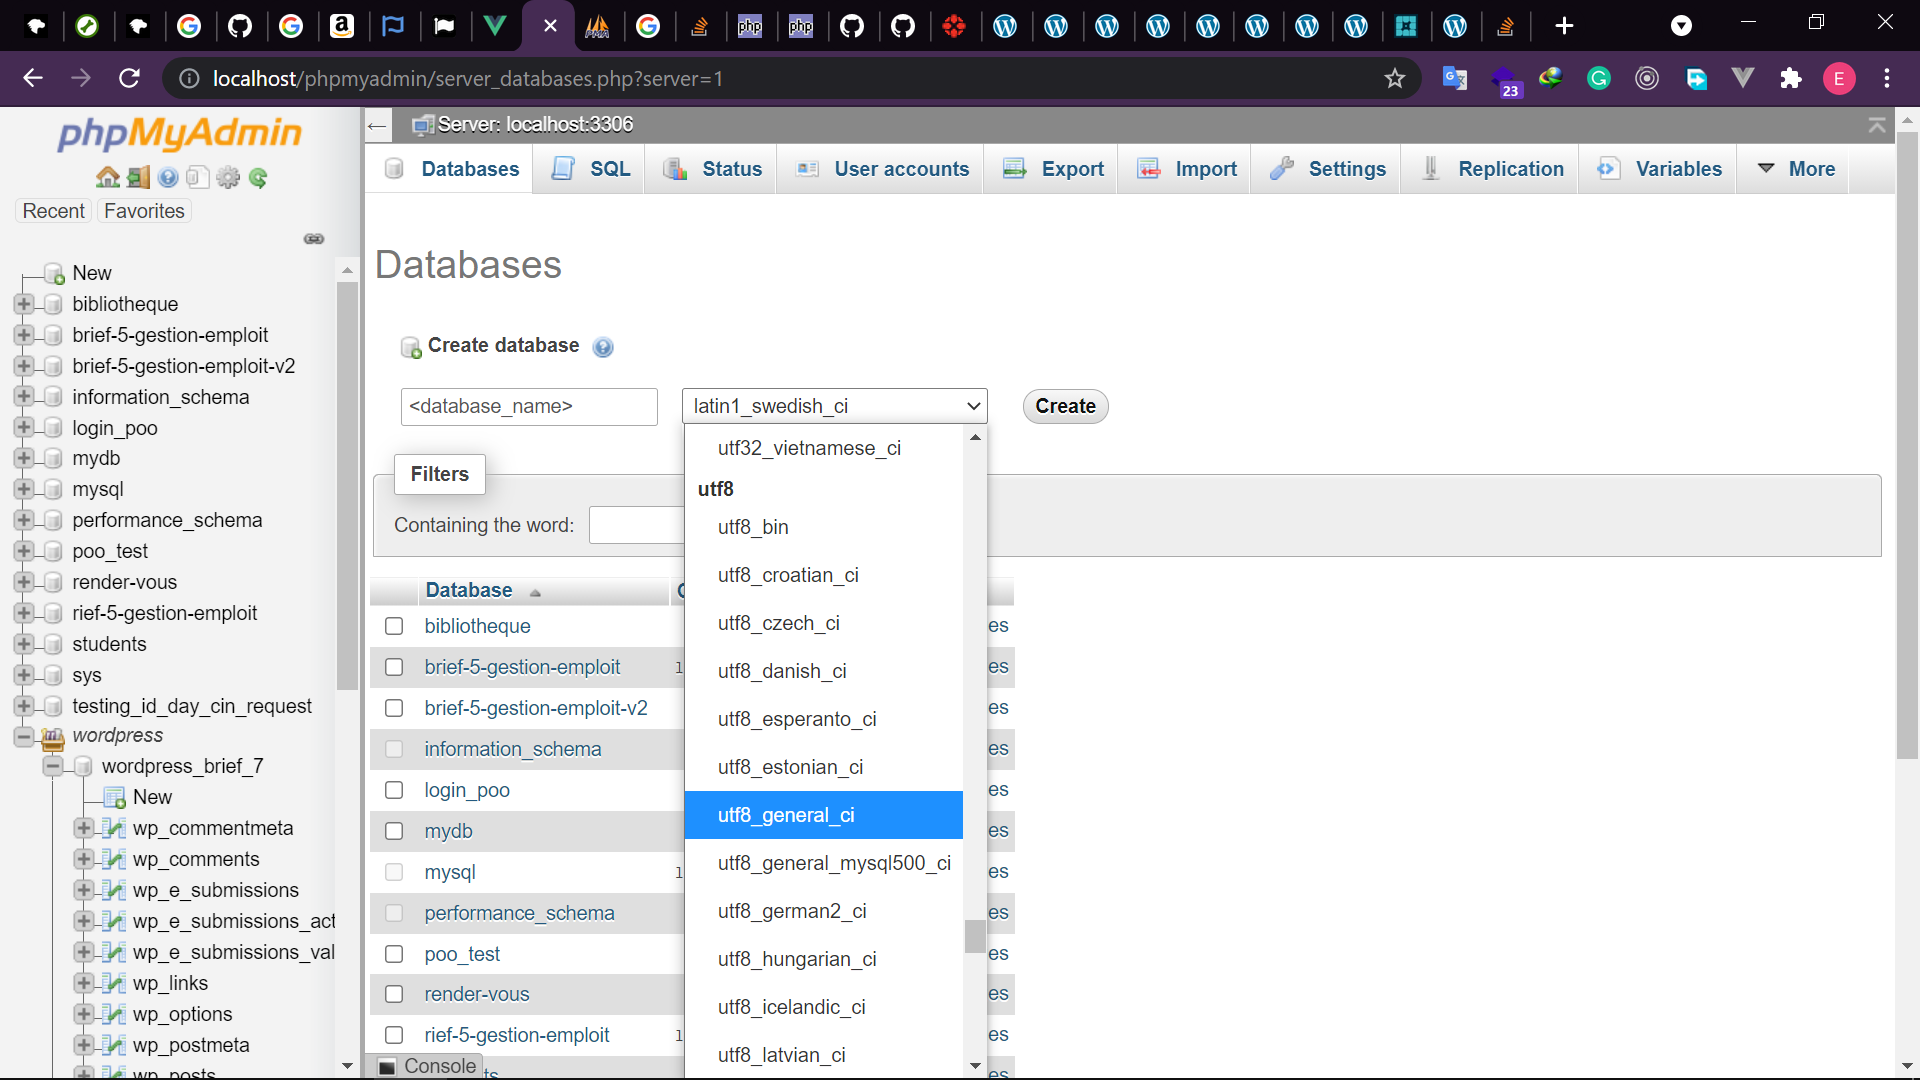 localhost/phpmyadmin/server_databases.php?server=1
23
E
phpMyAdmin
Recent
Favorites
New
bibliotheque
brief-5-gestion-emploit
brief-5-gestion-emploit-v2
information_schema
login_poo
mydb
mysql
performance_schema
poo_test
render-vous
rief-5-gestion-emploit
students
sys
testing_id_day_cin_request
wordpress
wordpress_brief_7
New
wp_commentmeta
wp_comments
wp_e_submissions
wp_e_submissions_act
wp_e_submissions_val
wp_links
wp_options
wp_postmeta
wp_posts
Server: localhost:3306
Databases
SQL
Status
User accounts
Export
Import
Settings
Replication
Variables
More
Databases
Create database
<database_name>
latin1_swedish_ci
Create
utf32_vietnamese_ci
utf8
utf8_bin
utf8_croatian_ci
utf8_czech_ci
utf8_danish_ci
utf8_esperanto_ci
utf8_estonian_ci
utf8_general_ci
utf8_general_mysql500_ci
utf8_german2_ci
utf8_hungarian_ci
utf8_icelandic_ci
utf8_latvian_ci
Filters
Containing the word:
Database
bibliotheque
es
brief-5-gestion-emploit
1
es
brief-5-gestion-emploit-v2
es
information_schema
es
login_poo
es
mydb
es
mysql
1
es
performance_schema
es
poo_test
es
render-vous
es
rief-5-gestion-emploit
1
es
Console
ts
es